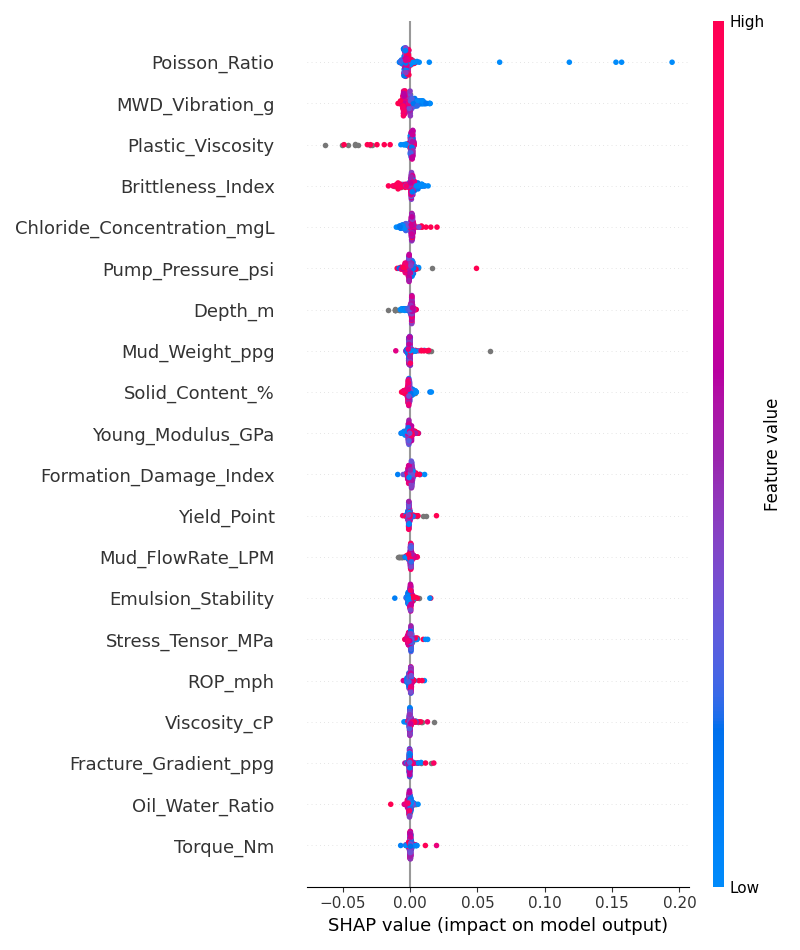 High
Poisson_Ratio
MWD_Vibration_g
Plastic_Viscosity
Brittleness_Index
Chloride_Concentration_mgL
Pump_Pressure_psi
Depth_m
Mud_Weight_ppg
Solid_Content_%
Young_Modulus_GPa
Formation_Damage_Index
Yield_Point
Mud_FlowRate_LPM
Emulsion_Stability
Stress_Tensor_MPa
ROP_mph
Viscosity_cP
Fracture_Gradient_ppg
Oil_Water_Ratio
Torque_Nm
Feature value
Low
−0.05 0.00 0.05 0.10 0.15 0.20
SHAP value (impact on model output)